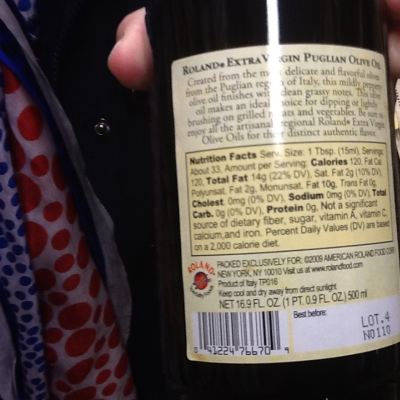 ROLAND® EXTRA VIRGIN PUGLIAN OLIVE OIL
Created from the most delicate and flavorful olives
from the Puglian region of Italy, this mildly peppery
olive oil finishes with clean grassy notes. This olive
oil makes an ideal choice for dipping or lightly
brushing on grilled meats and vegetables. Be sure to
enjoy all the artisanal regional Roland® Extra Virgin
Olive Oils for their distinct authentic flavor.
Nutrition Facts Serv. Size: 1 Tbsp. (15ml), Servings:
About 33, Amount per Serving: Calories 120, Fat Cal.
120, Total Fat 14g (22% DV), Sat. Fat 2g (10% DV),
Polyunsat. Fat 2g, Monunsat. Fat 10g, Trans Fat 0g,
Cholest. 0mg (0% DV), Sodium 0mg (0% DV), Total
Carb. 0g (0% DV), Protein 0g, Not a significant
source of dietary fiber, sugar, vitamin A, vitamin C,
calcium,and iron. Percent Daily Values (DV) are based
on a 2,000 calorie diet.
ROLAND®
PACKED EXCLUSIVELY FOR: ©2009 AMERICAN ROLAND FOOD CORP.
NEW YORK, NY 10010 Visit us at www.rolandfood.com
Product of Italy TP016
Keep cool and dry away from direct sunlight
NET 16.9 FL. OZ. (1 PT. 0.9 FL. OZ.) 500 ml
Best before:
LOT.4
N0110
0 41224 76670 9